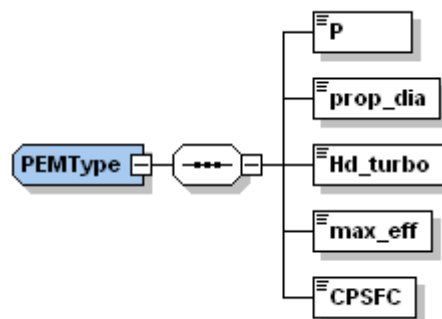 P
prop_dia
PEMType
Hd_turbo
max_eff
CPSFC